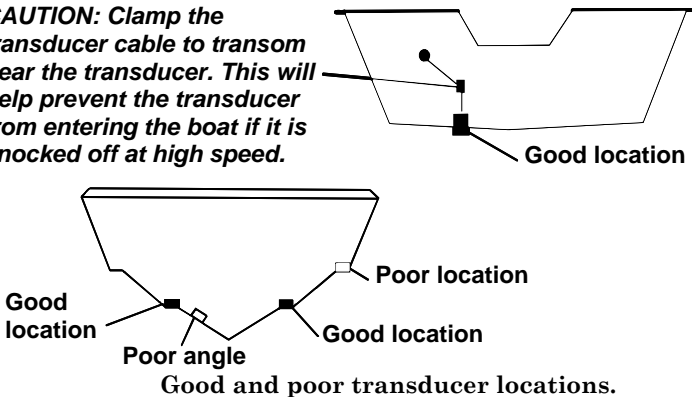 CAUTION: Clamp the
ransducer cable to transom
ear the transducer. This will
elp prevent the transducer
rom entering the boat if it is
nocked off at high speed.
Good location
Poor location
Good
location
Good location
Poor angle
Good and poor transducer locations.